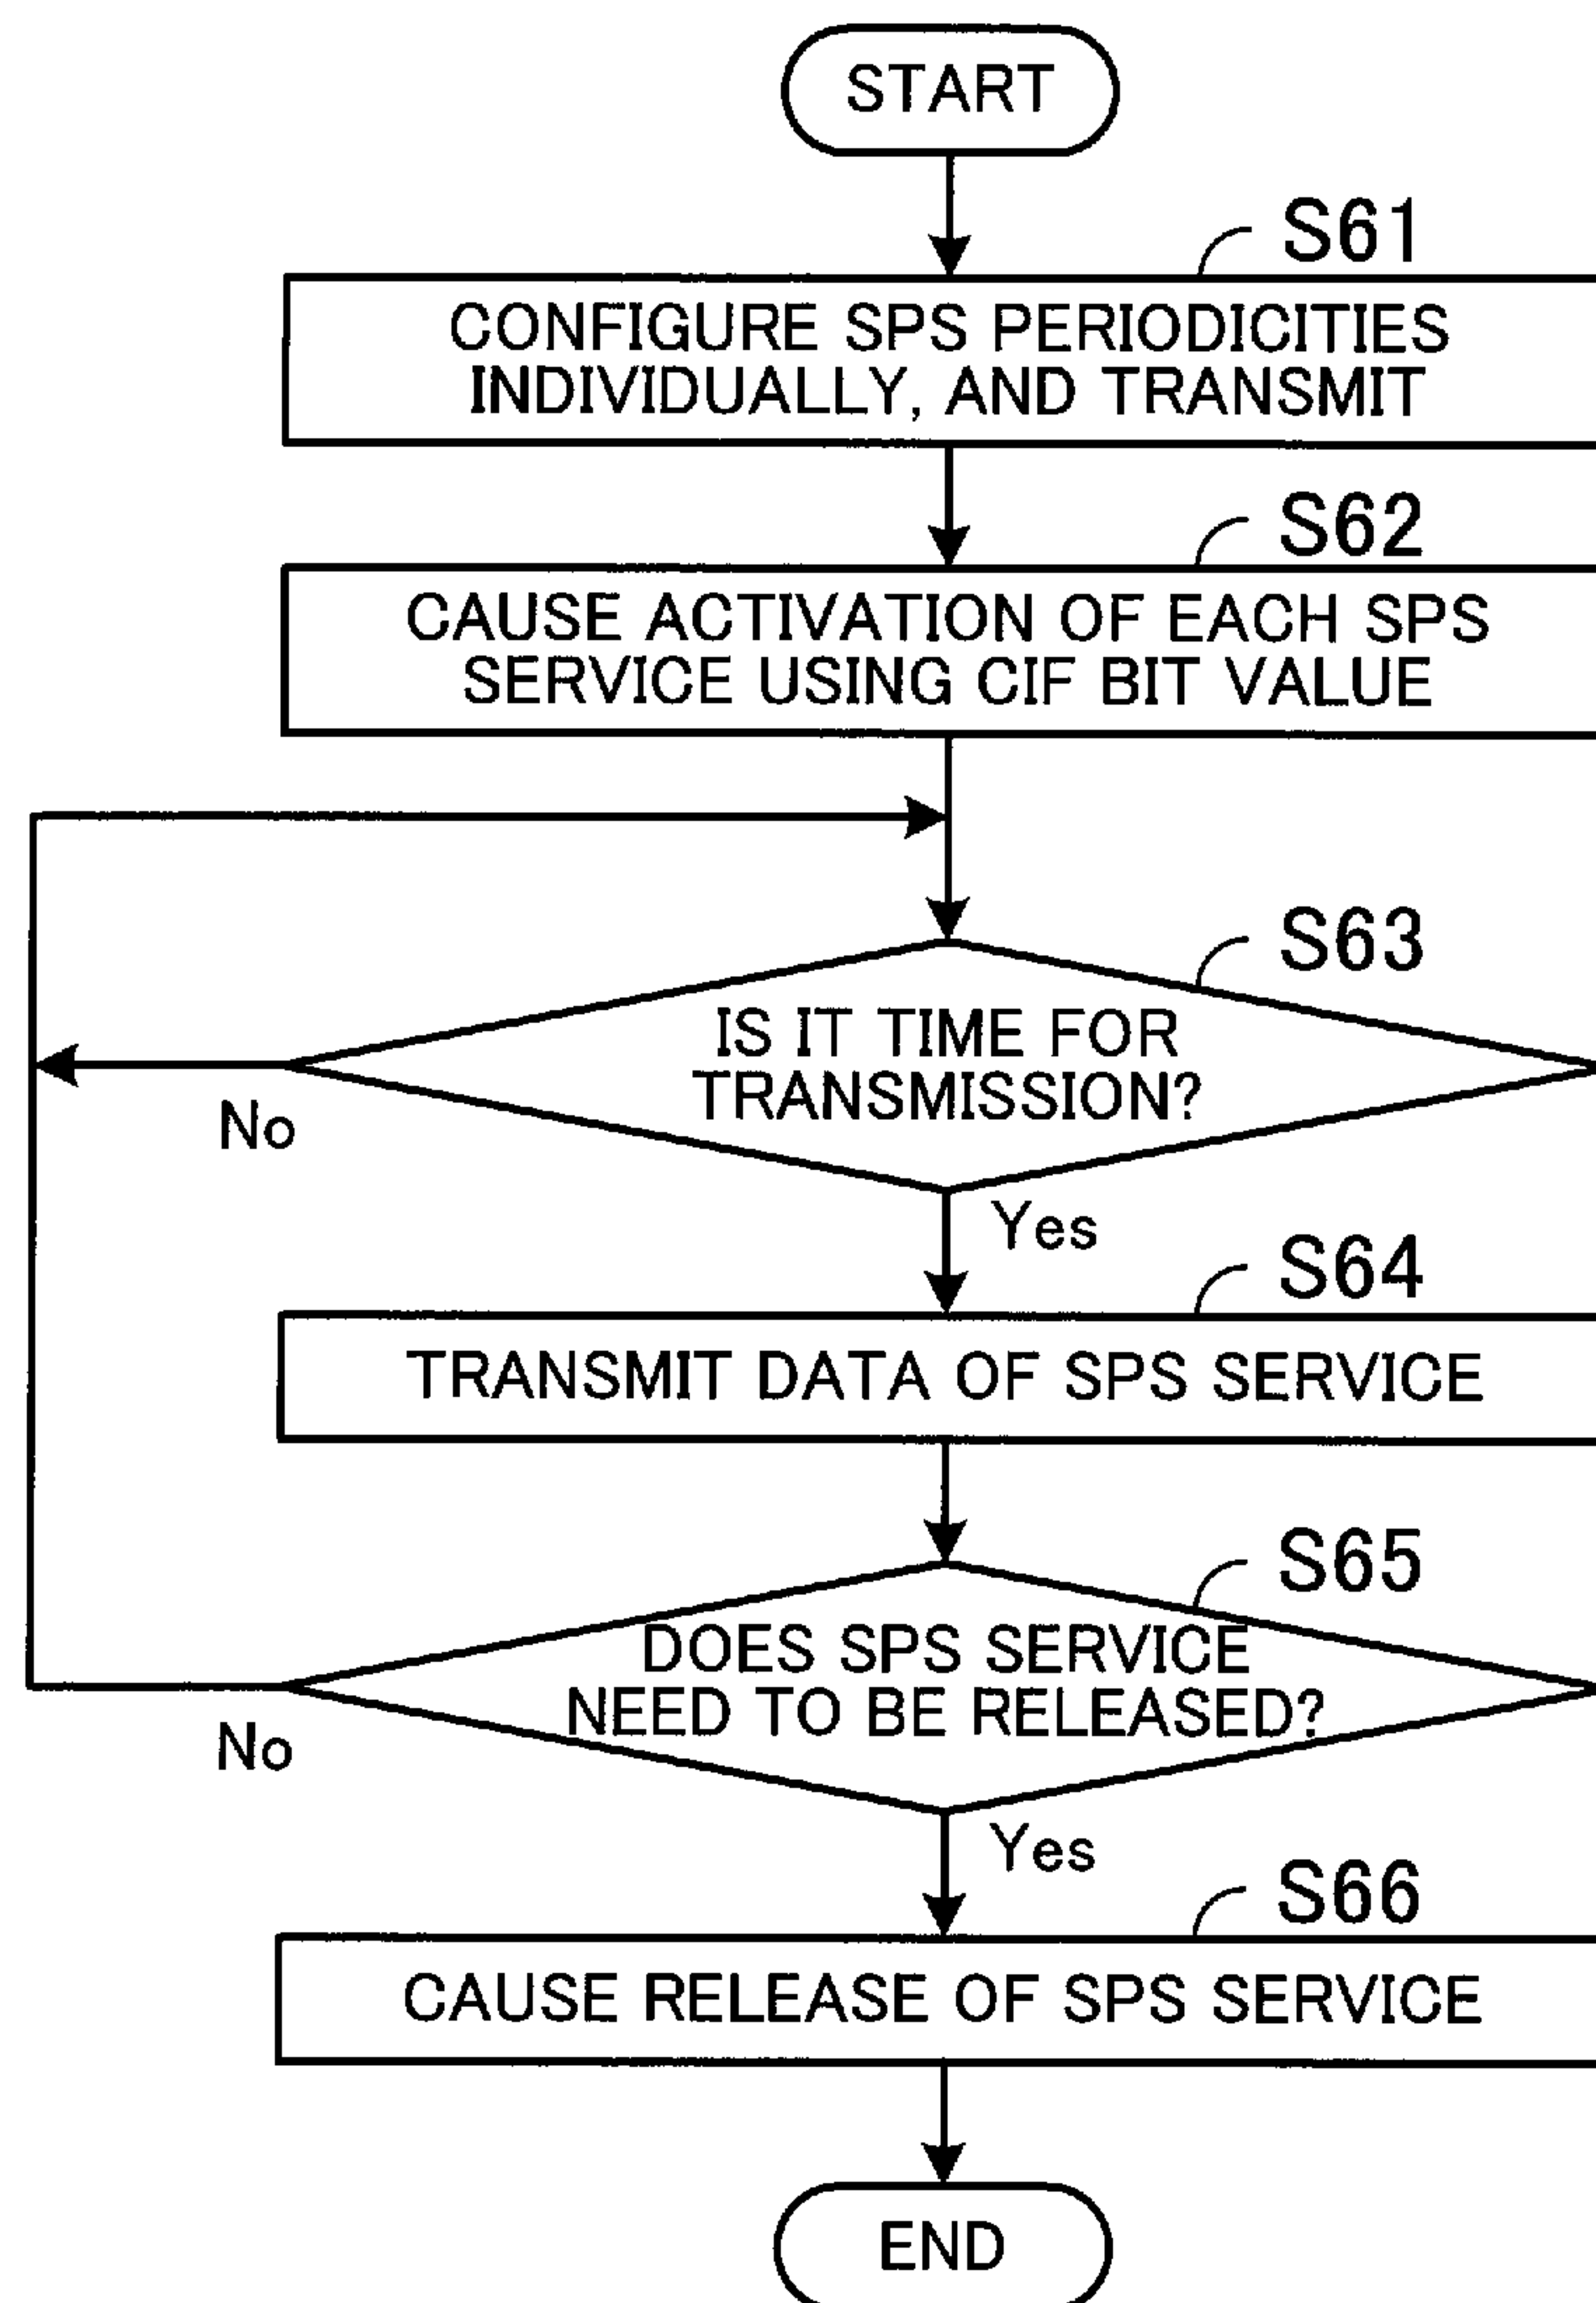 START
S61
CONFIGURE SPS PERIODICITIES
INDIVIDUALLY, AND TRANSMIT
S62
CAUSE ACTIVATION OF EACH SPS
SERVICE USING CIF BIT VALUE
S63
IS IT TIME FOR
TRANSMISSION?
No
Yes
S64
TRANSMIT DATA OF SPS SERVICE
S65
DOES SPS SERVICE
NEED TO BE RELEASED?
No
Yes
S66
CAUSE RELEASE OF SPS SERVICE
END